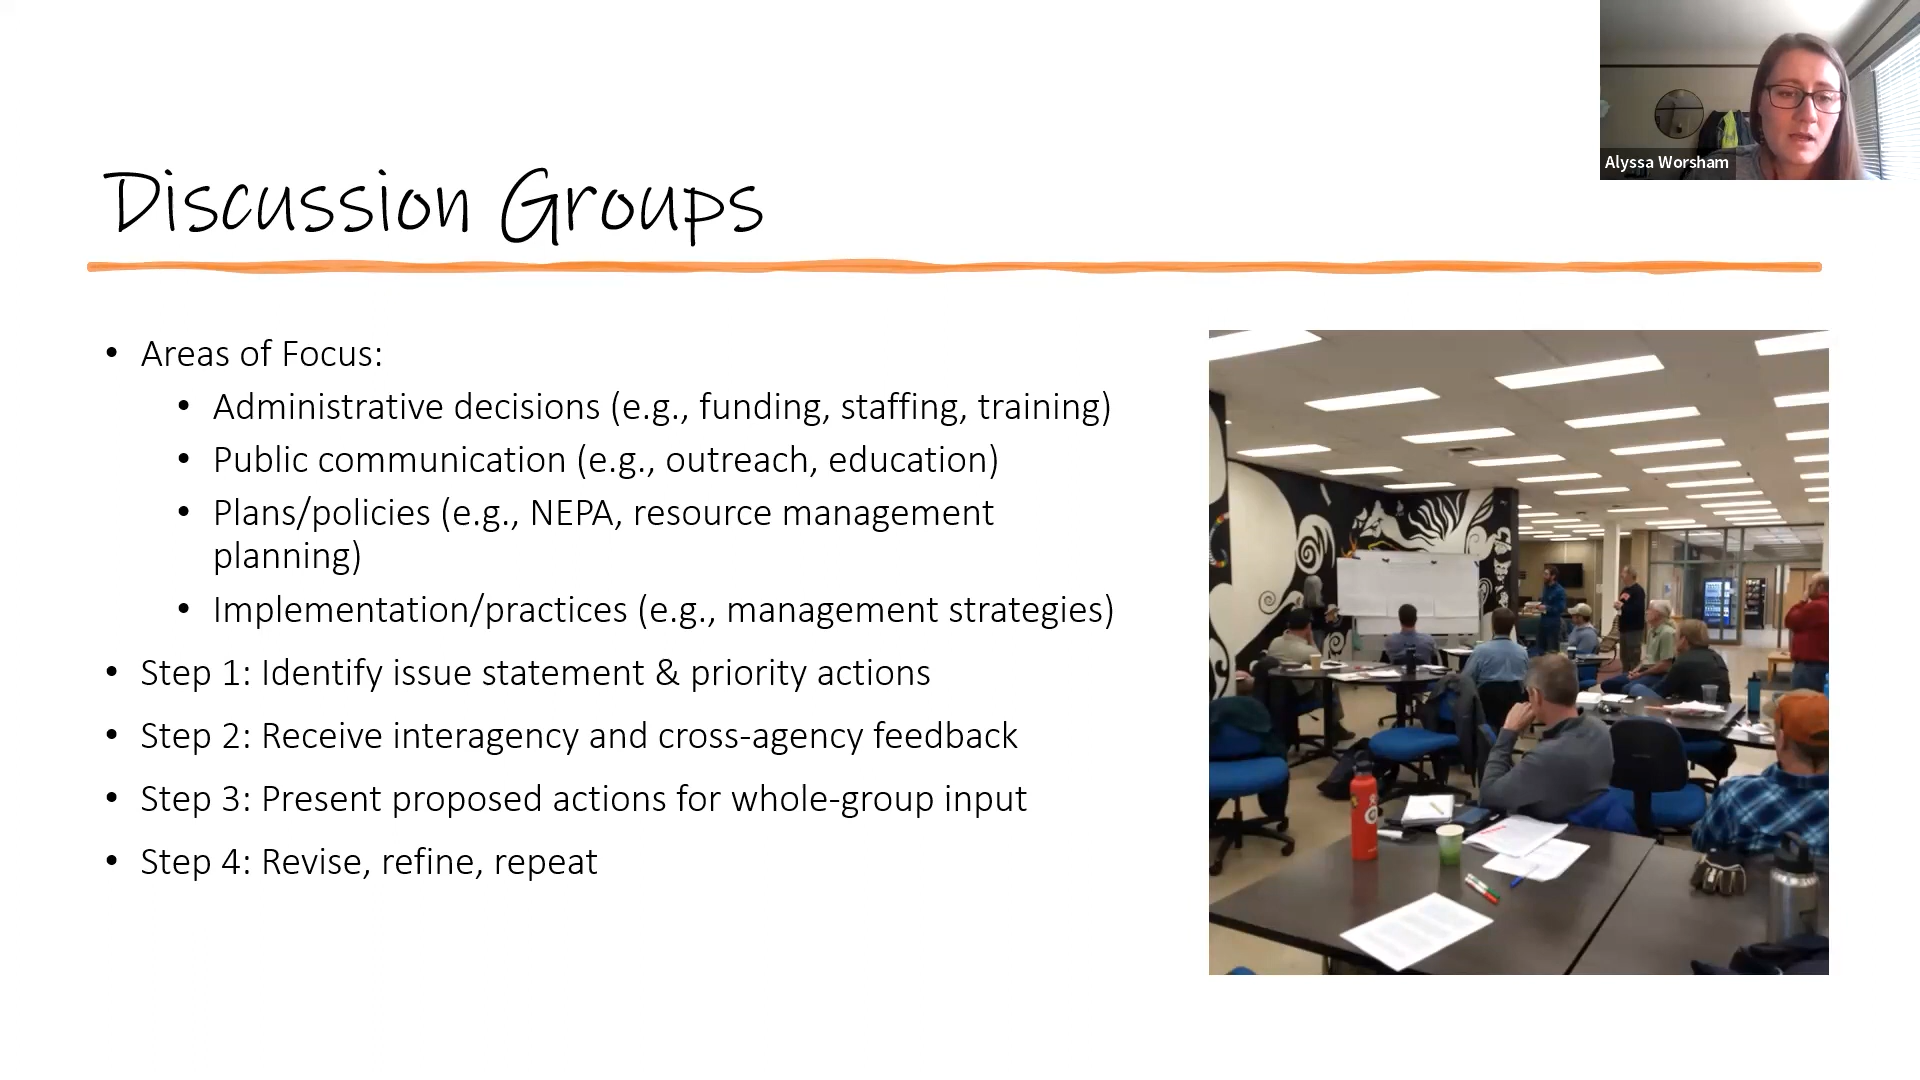 Alyssa Worsham
Discussion Groups
• Areas of Focus:
• Administrative decisions (e.g., funding, staffing, training)
• Public communication (e.g., outreach, education)
• Plans/policies (e.g., NEPA, resource management
planning)
• Implementation/practices (e.g., management strategies)
• Step 1: Identify issue statement & priority actions
• Step 2: Receive interagency and cross-agency feedback
• Step 3: Present proposed actions for whole-group input
• Step 4: Revise, refine, repeat